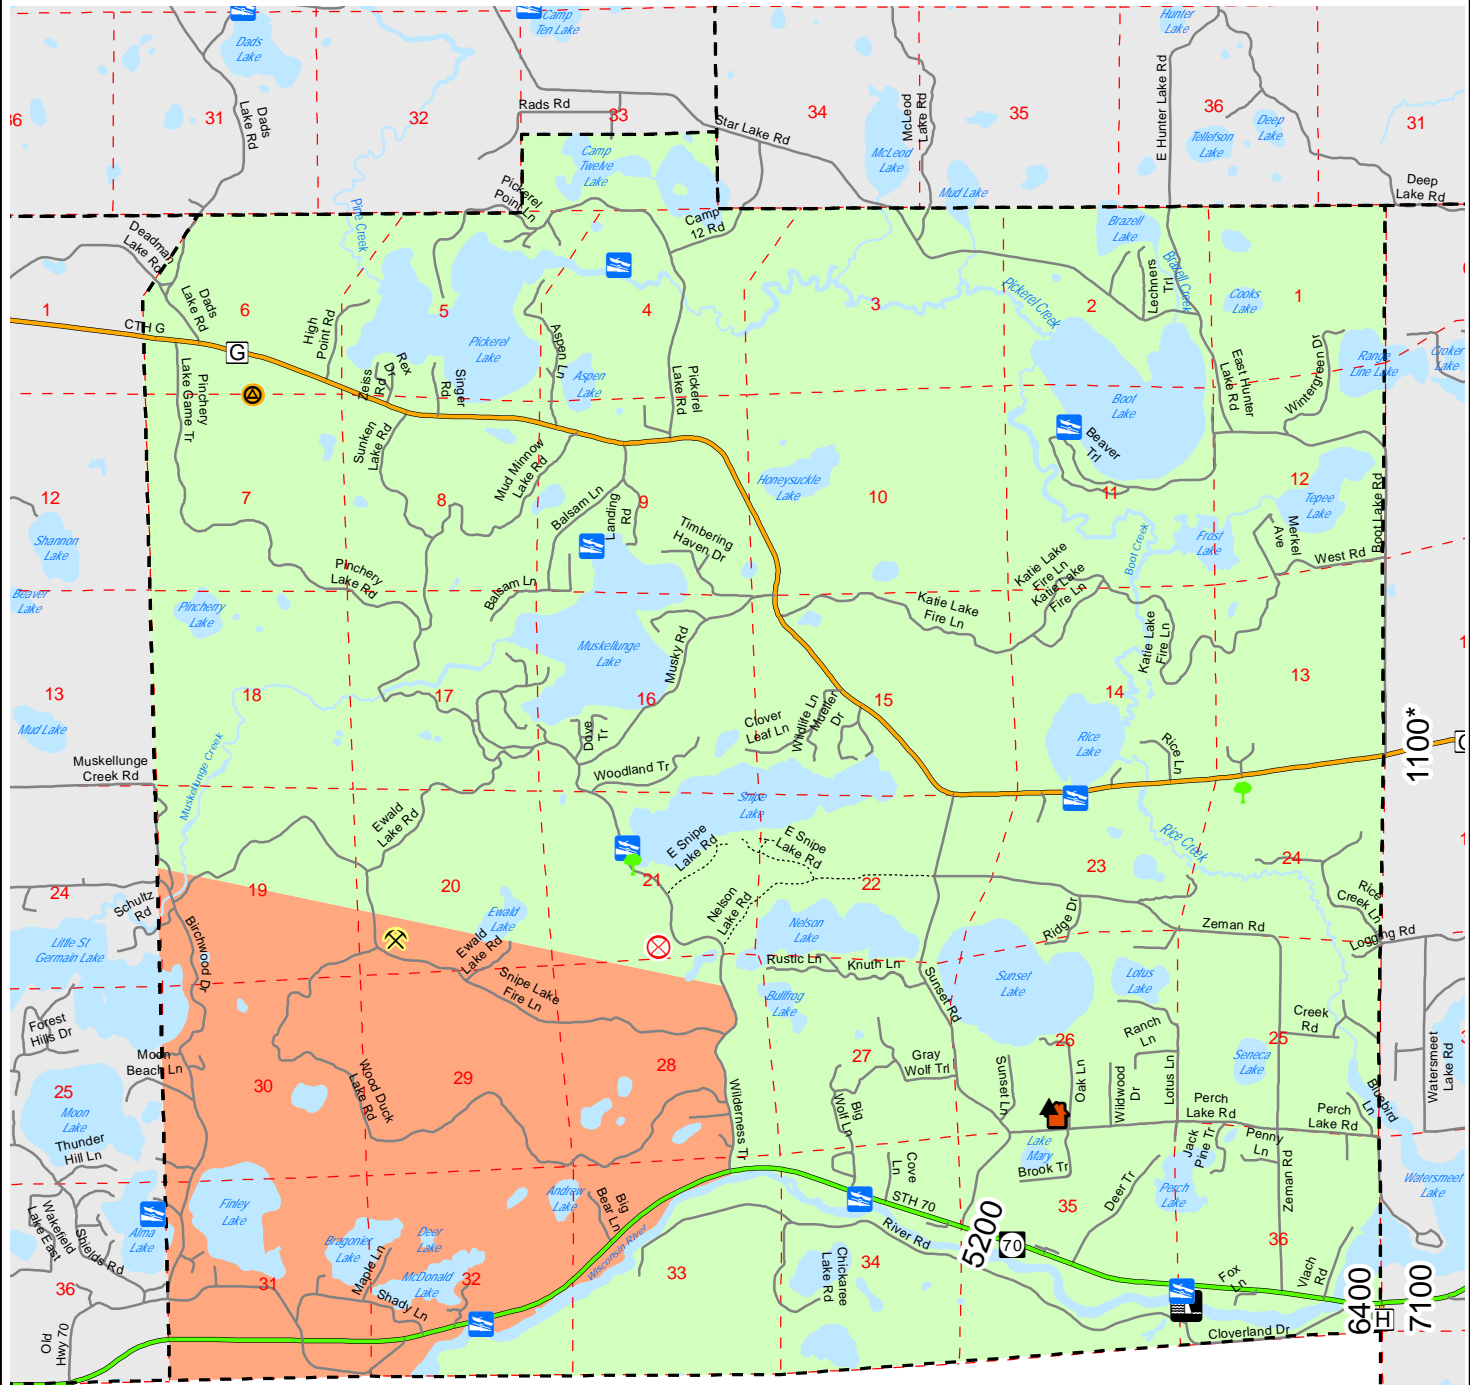 Dads
Lake
Camp
Ten Lake
Hunter
Lake
36
31
Dads
Lake Rd
32
Rads Rd
33
34
Star Lake Rd
McLeod
Lake Rd
McLeod
Lake
35
E Hunter Lake Rd
36
Tellefson
Lake
Deep
Lake
31
Deep
Lake Rd
Mud Lake
Camp
Twelve
Lake
Pickerel
Point Ln
Camp
12 Rd
Pine Creek
Deadman
Lake Rd
Brazell
Lake
Brazell Creek
Lechners
Trl
Pickerel Creek
Cooks
Lake
1
6
5
4
3
2
1
CTH G
G
Dads
Lake Rd
High
Point Rd
Pickerel
Lake
Aspen Ln
Aspen
Lake
Pickerel
Lake Rd
Rex
Dr
Zeiss
Rd
Singer
Rd
Pinchery
Lake Game Tr
Boot
Lake
Beaver
Trl
East Hunter
Lake Rd
Wintergreen Dr
Range
Line Lake
Croker
Lake
Sunken
Lake Rd
Mud Minnow
Lake Rd
Balsam Ln
Landing
Rd
Honeysuckle
Lake
12
7
8
9
10
11
12
Tepee
Lake
Boot Lake Rd
Shannon
Lake
Timbering
Haven Dr
Boot Creek
Frost
Lake
Merkel
Ave
West Rd
Beaver
Lake
Pincherry
Lake
Pinchery
Lake Rd
Balsam Ln
Katie Lake
Fire Ln
Katie Lake
Fire Ln
Katie Lake
Fire Ln
Katie Lake
Fire Ln
Muskellunge
Lake
Musky Rd
13
18
17
16
15
14
13
Mud Lake
Dove
Tr
Clover
Leaf Ln
Wildlife Ln
Mueller
Dr
Rice
Lake
Rice Ln
1100*
Muskellunge
Creek Rd
Muskellunge Creek
Woodland Tr
Snipe
Lake
Ewald
Lake Rd
E Snipe
Lake Rd
E Snipe
Lake Rd
Rice Creek
24
19
20
21
22
23
24
Schultz
Rd
Birchwood Dr
Ewald
Lake
Ewald
Lake Rd
Nelson
Lake Rd
Nelson
Lake
Ridge Dr
Zeman Rd
Rice
Creek Ln
Logging Rd
Little St
Germain Lake
Snipe Lake
Fire Ln
Rustic Ln
Knuth Ln
Bullfrog
Lake
Sunset
Lake
Sunset Rd
Lotus
Lake
Forest
Hills Dr
Ranch
Ln
Creek
Rd
Moon
Beach Ln
25
30
29
28
27
26
25
Wood Duck
Lake Rd
Gray
Wolf Trl
Big
Wolf Ln
Sunset Ln
Oak Ln
Wildwood
Dr
Lotus Ln
Seneca
Lake
Watersmeet
Lake Rd
Bluebird
Ln
Moon
Lake
Thunder
Hill Ln
Wilderness Tr
Perch
Lake Rd
Perch
Lake Rd
Lake
Mary
Brook Tr
Jack
Pine Tr
Penny
Ln
Zeman Rd
Watersmeet
Lake
Finley
Lake
Andrew
Lake
Big
Bear Ln
Cove
Ln
STH 70
Deer Tr
Perch
Lake
Wakefield
Lake East
Shields Rd
Alma
Lake
Bragonier
Lake
Deer
Lake
McDonald
Lake
Maple Ln
Shady Ln
Wisconsin River
River Rd
5200
70
35
36
36
31
32
33
34
Chickaree
Lake Rd
Fox
Ln
Vlach
Rd
6400
7100
H
Old
Hwy 70
Cloverland Dr